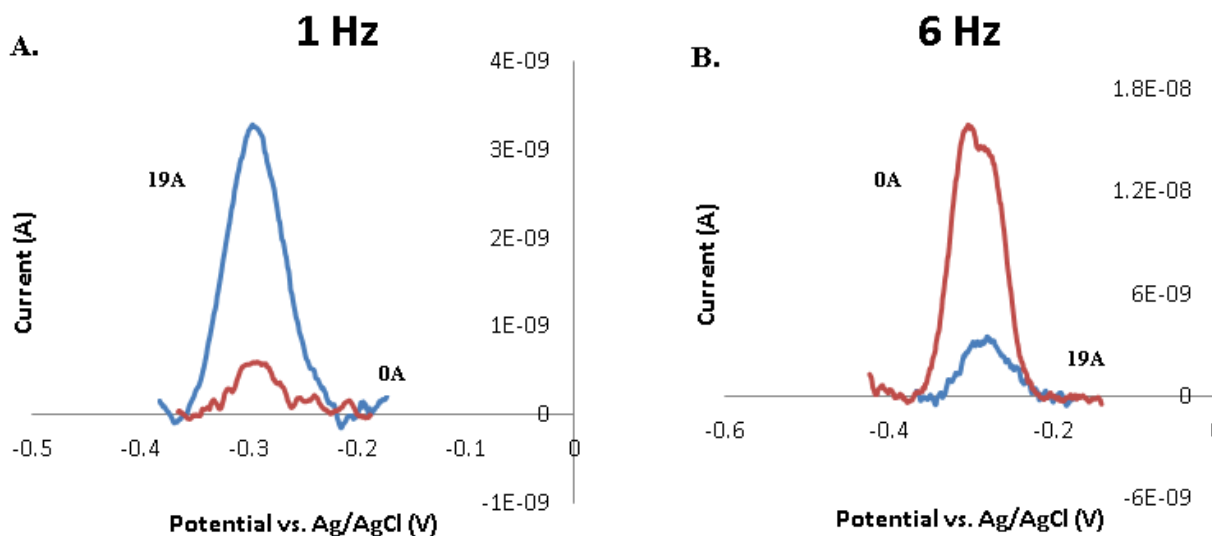 A.
1 Hz
4E-09
3E-09
2E-09
1E-09
0
-1E-09
19A
0A
Current (A)
-0.5
-0.4
-0.3
-0.2
-0.1
0
Potential vs. Ag/AgCl (V)
B.
6 Hz
1.8E-08
1.2E-08
6E-09
0
-6E-09
0A
19A
Current (A)
-0.6
-0.4
-0.2
Potential vs. Ag/AgCl (V)